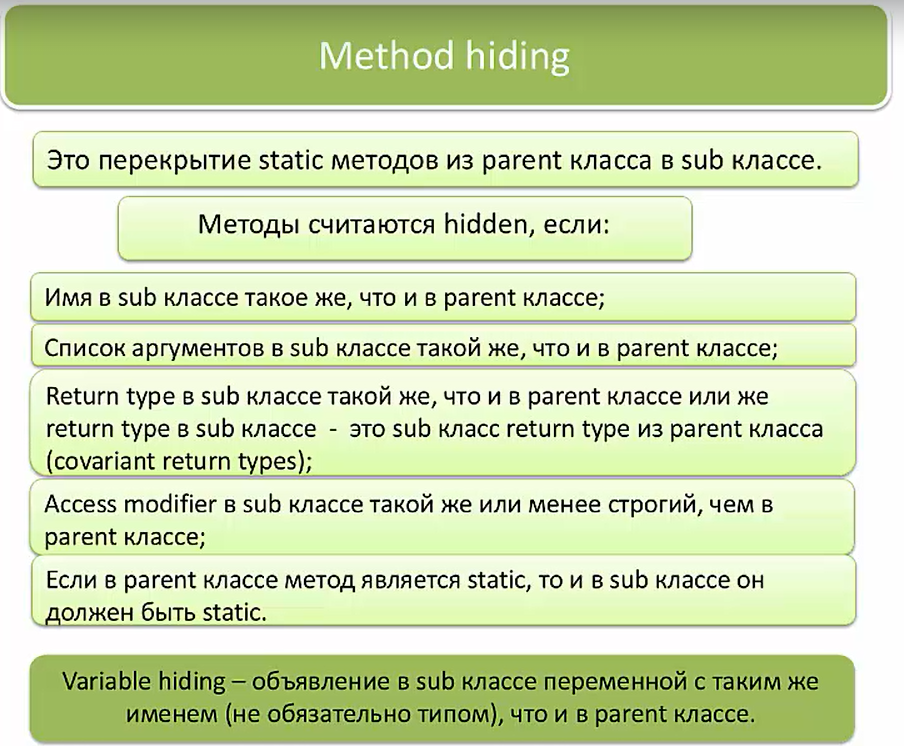 Method hiding
Это перекрытие static методов из parent класса в sub классе.
Методы считаются hidden, если:
Имя в sub классе такое же, что и в parent классе;
Список аргументов в sub классе такой же, что и в parent классе;
Return type в sub классе такой же, что и в parent классе или же
return type в sub классе - это sub класс return type из parent класса
(covariant return types);
Access modifier в sub классе такой же или менее строгий, чем в
parent классе;
Если в parent классе метод является static, то и в sub классе он
должен быть static.
Variable hiding – объявление в sub классе переменной с таким же
именем (не обязательно типом), что и в parent классе.